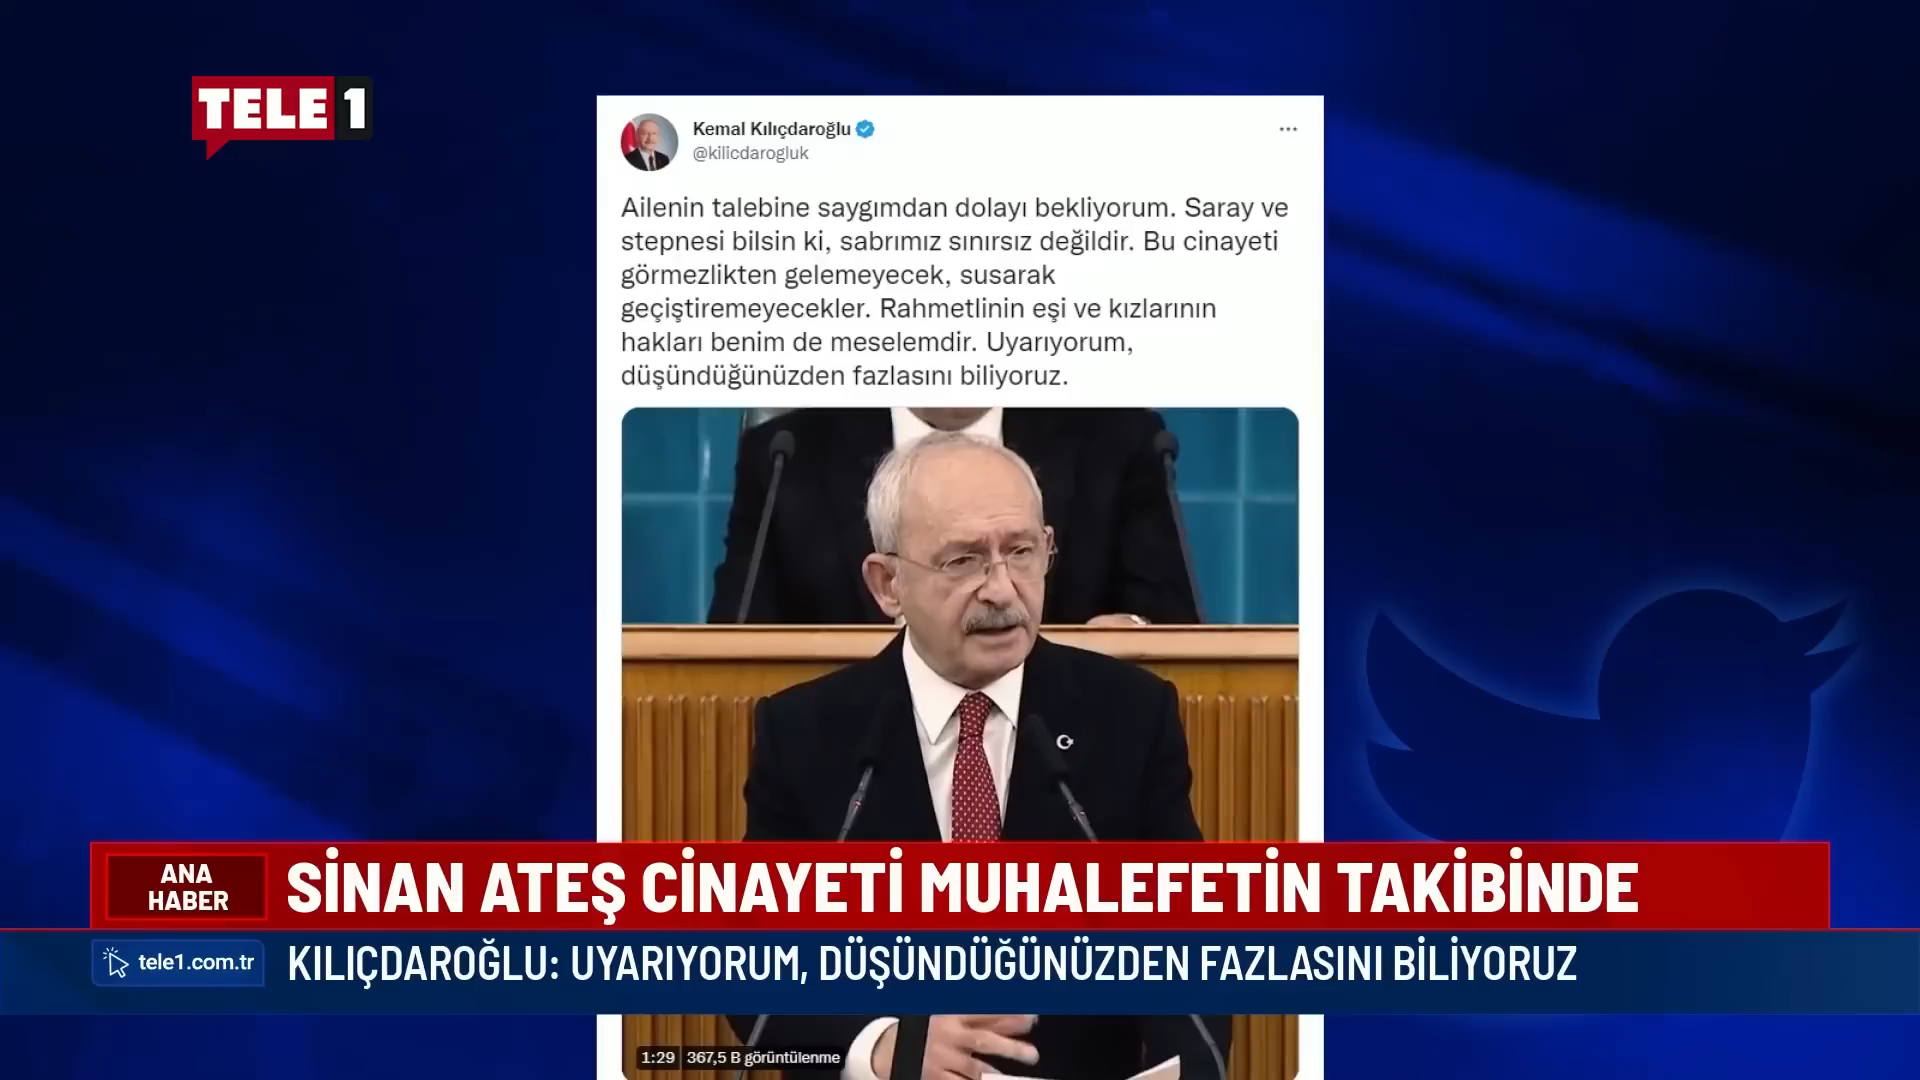 TELE 1
Kemal Kılıçdaroğlu
@kilicdarogluk
Ailenin talebine saygımdan dolayı bekliyorum. Saray ve
stepnesi bilsin ki, sabrımız sınırsız değildir. Bu cinayeti
görmezlikten gelemeyecek, susarak
geçiştiremeyecekler. Rahmetlinin eşi ve kızlarının
hakları benim de meselemdir. Uyarıyorum,
düşündüğünüzden fazlasını biliyoruz.
ANA
HABER
SİNAN ATEŞ CİNAYETİ MUHALEFETİN TAKİBİNDE
tele1.com.tr
KILIÇDAROĞLU: UYARIYORUM, DÜŞÜNDÜĞÜNÜZDEN FAZLASINI BİLİYORUZ
1:29 367,5 B görüntülenme